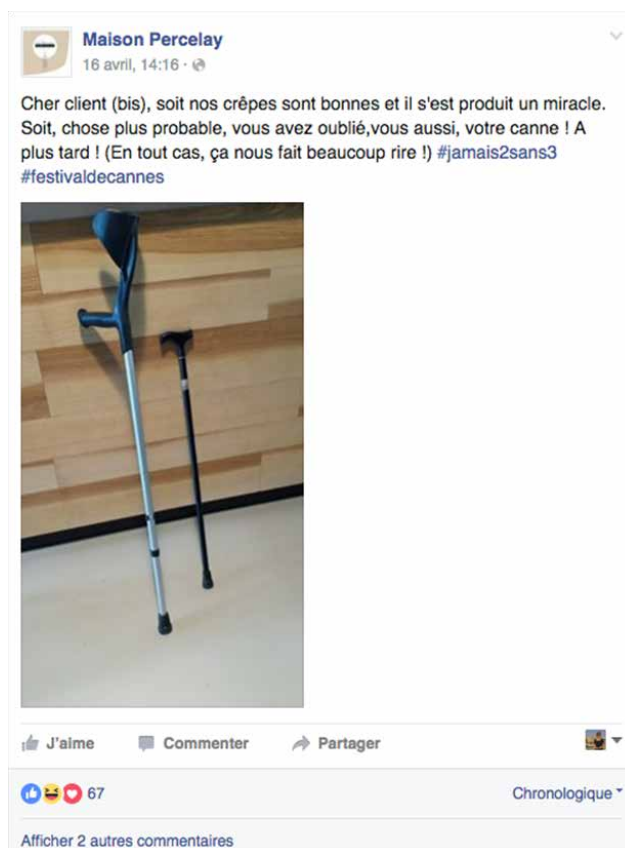 Maison Percelay
16 avril, 14:16 ·
Cher client (bis), soit nos crêpes sont bonnes et il s'est produit un miracle.
Soit, chose plus probable, vous avez oublié,vous aussi, votre canne ! A
plus tard ! (En tout cas, ça nous fait beaucoup rire !) #jamais2sans3
#festivaldecannes
J'aime Commenter Partager
67 Chronologique
Afficher 2 autres commentaires